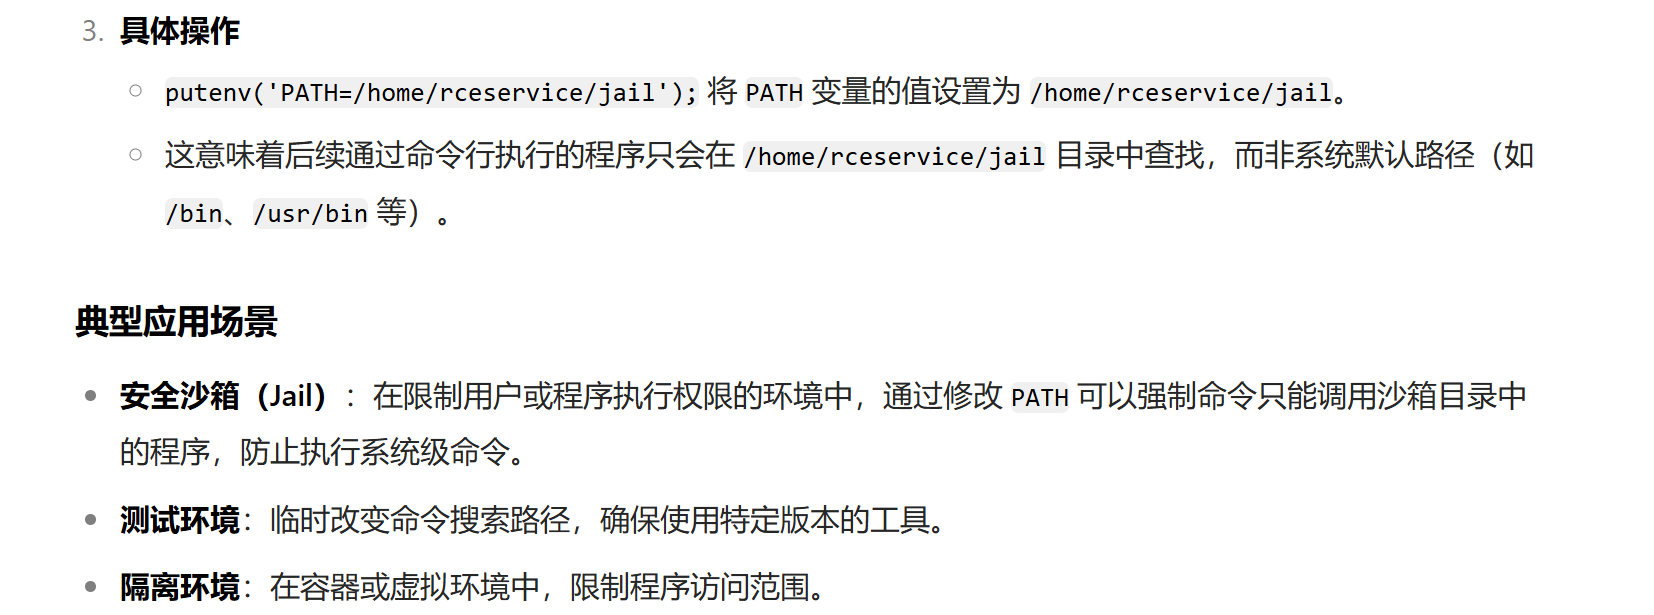 3. 具体操作
putenv('PATH=/home/rceservice/jail'); 将 PATH 变量的值设置为 /home/rceservice/jail。
这意味着后续通过命令行执行的程序只会在 /home/rceservice/jail 目录中查找，而非系统默认路径（如
/bin、/usr/bin 等）。
典型应用场景
安全沙箱（Jail）：在限制用户或程序执行权限的环境中，通过修改 PATH 可以强制命令只能调用沙箱目录中
的程序，防止执行系统级命令。
测试环境：临时改变命令搜索路径，确保使用特定版本的工具。
隔离环境：在容器或虚拟环境中，限制程序访问范围。